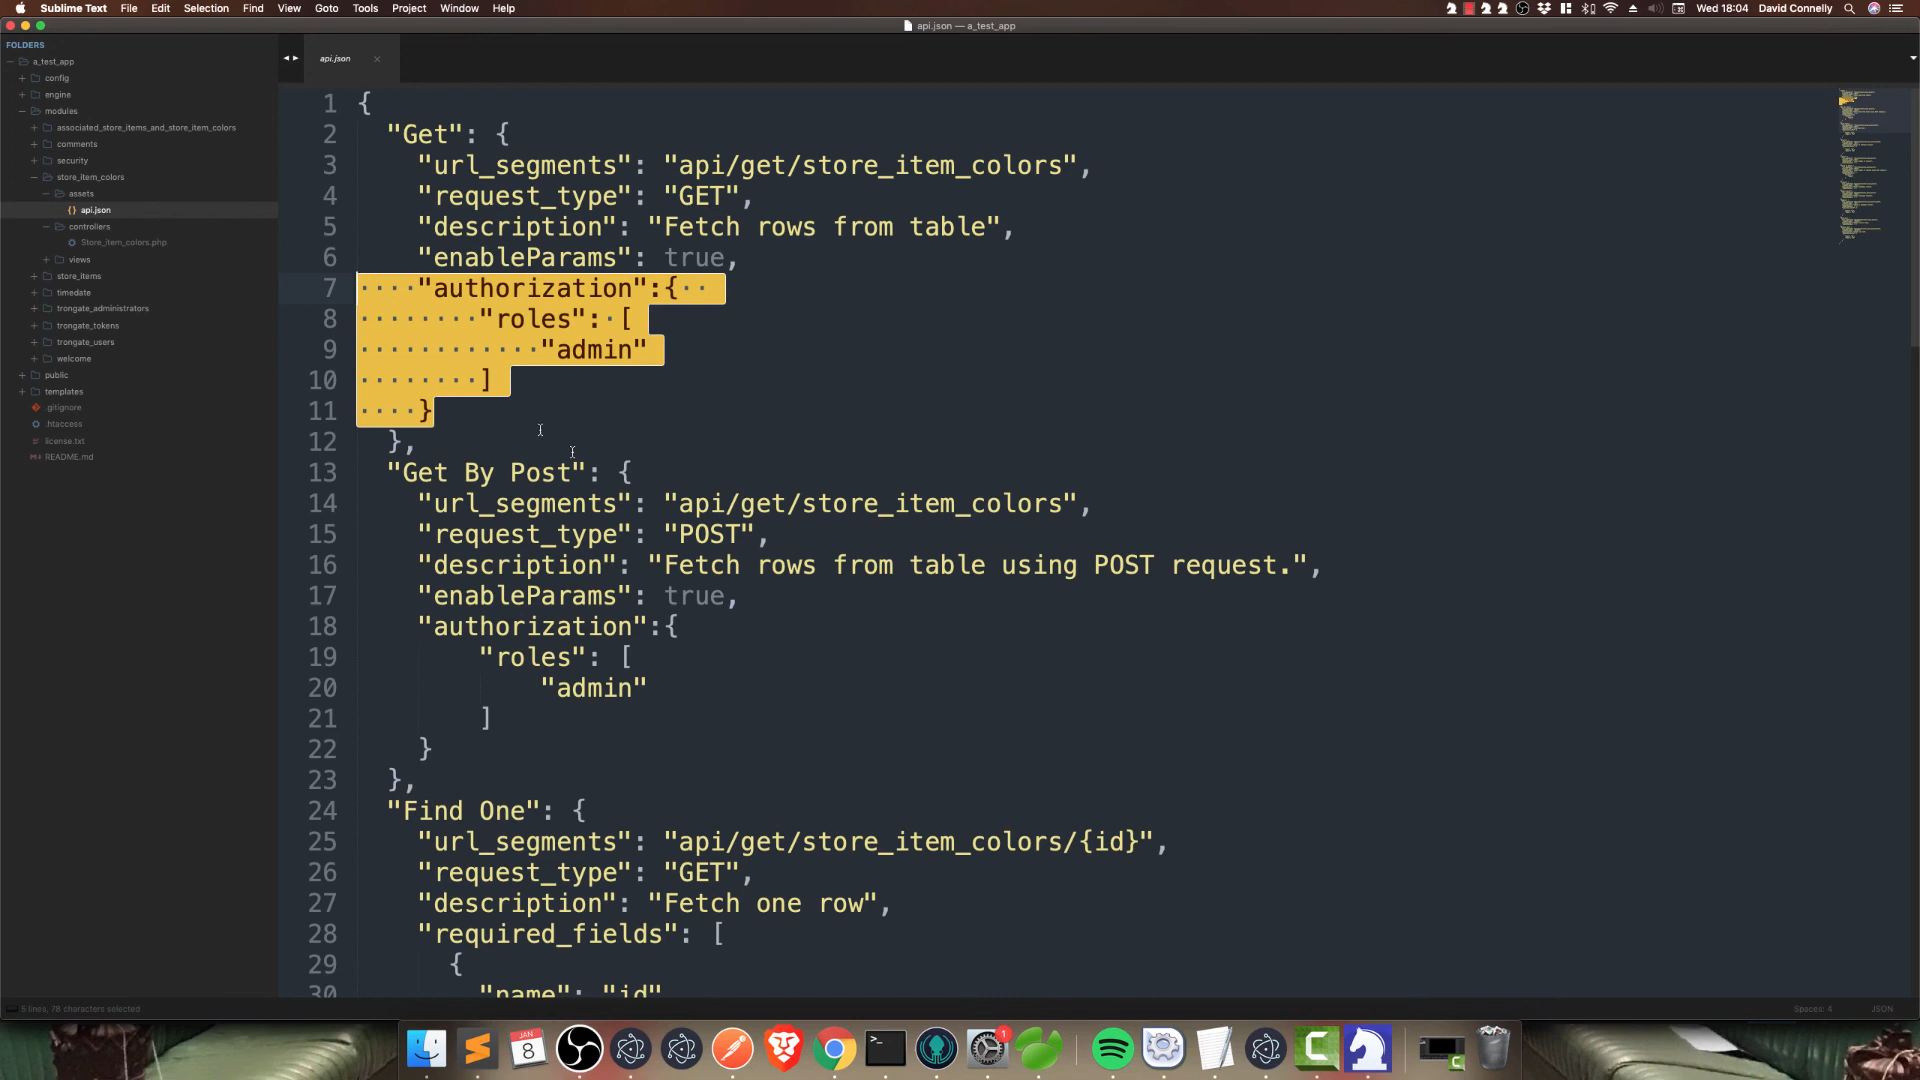 Sublime Text File Edit Selection Find View Goto Tools Project Window Help
Wed 18:04 David Connelly
api.json — a_test_app
FOLDERS
a_test_app
config
engine
modules
associated_store_items_and_store_item_colors
comments
security
store_item_colors
assets
{} api.json
controllers
Store_item_colors.php
views
store_items
timedate
trongate_administrators
trongate_tokens
trongate_users
welcome
public
templates
.gitignore
.htaccess
license.txt
README.md
api.json
1 {
2 "Get": {
3 "url_segments": "api/get/store_item_colors",
4 "request_type": "GET",
5 "description": "Fetch rows from table",
6 "enableParams": true,
7 "authorization":{
8 "roles": [
9 "admin"
10 ]
11 }
12 },
13 "Get By Post": {
14 "url_segments": "api/get/store_item_colors",
15 "request_type": "POST",
16 "description": "Fetch rows from table using POST request.",
17 "enableParams": true,
18 "authorization":{
19 "roles": [
20 "admin"
21 ]
22 }
23 },
24 "Find One": {
25 "url_segments": "api/get/store_item_colors/{id}",
26 "request_type": "GET",
27 "description": "Fetch one row",
28 "required_fields": [
29 {
30 "name": "id"
5 lines, 78 characters selected
Spaces: 4 JSON
JAN
8
1